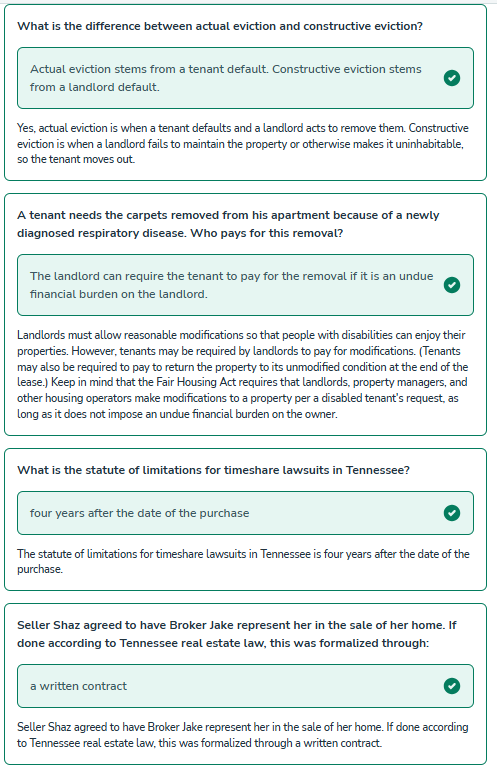 What is the difference between actual eviction and constructive eviction?
Actual eviction stems from a tenant default. Constructive eviction stems
from a landlord default.
Yes, actual eviction is when a tenant defaults and a landlord acts to remove them. Constructive
eviction is when a landlord fails to maintain the property or otherwise makes it uninhabitable,
so the tenant moves out.
A tenant needs the carpets removed from his apartment because of a newly
diagnosed respiratory disease. Who pays for this removal?
The landlord can require the tenant to pay for the removal if it is an undue
financial burden on the landlord.
Landlords must allow reasonable modifications so that people with disabilities can enjoy their
properties. However, tenants may be required by landlords to pay for modifications. (Tenants
may also be required to pay to return the property to its unmodified condition at the end of the
lease.) Keep in mind that the Fair Housing Act requires that landlords, property managers, and
other housing operators make modifications to a property per a disabled tenant's request, as
long as it does not impose an undue financial burden on the owner.
What is the statute of limitations for timeshare lawsuits in Tennessee?
four years after the date of the purchase
The statute of limitations for timeshare lawsuits in Tennessee is four years after the date of the
purchase.
Seller Shaz agreed to have Broker Jake represent her in the sale of her home. If
done according to Tennessee real estate law, this was formalized through:
a written contract
Seller Shaz agreed to have Broker Jake represent her in the sale of her home. If done according
to Tennessee real estate law, this was formalized through a written contract.